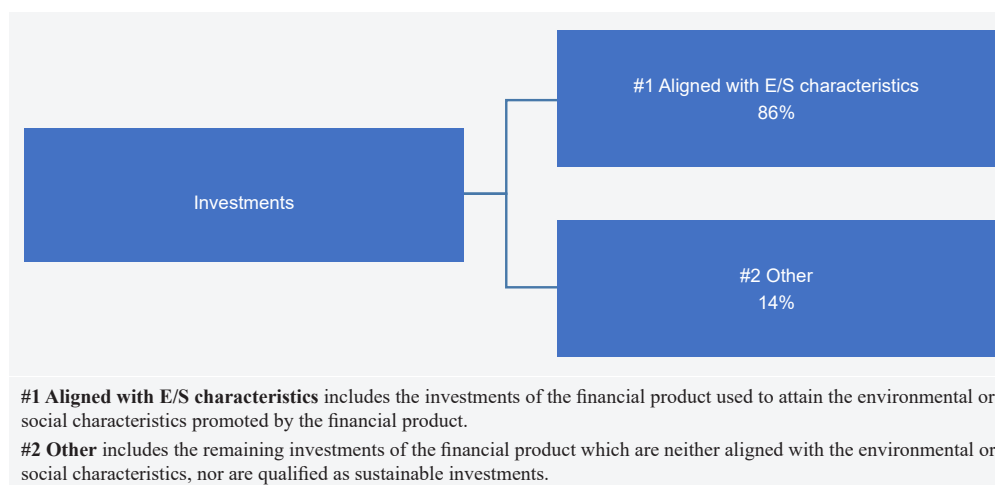 #1 Aligned with E/S characteristics
86%
Investments
#2 Other
14%
#1 Aligned with E/S characteristics includes the investments of the financial product used to attain the environmental or
social characteristics promoted by the financial product.
#2 Other includes the remaining investments of the financial product which are neither aligned with the environmental or
social characteristics, nor are qualified as sustainable investments.